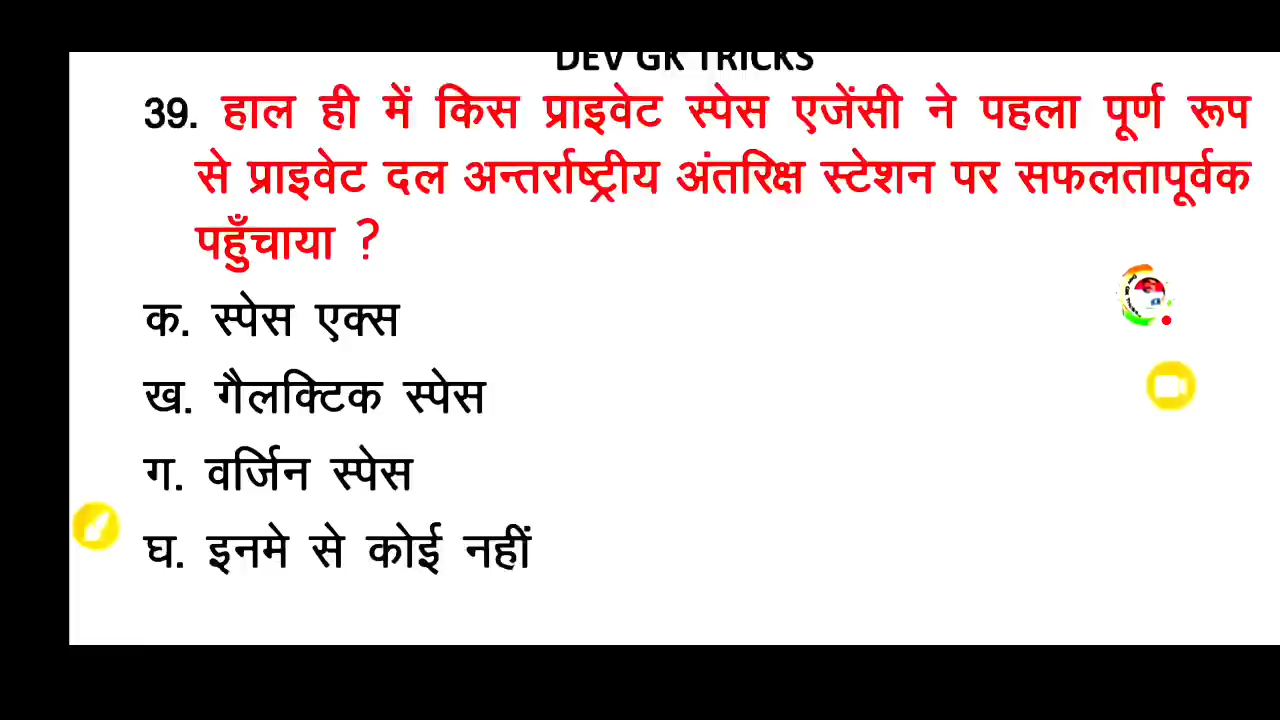 DEV GK TRICKS
39. हाल ही में किस प्राइवेट स्पेस एजेंसी ने पहला पूर्ण रूप
से प्राइवेट दल अन्तर्राष्ट्रीय अंतरिक्ष स्टेशन पर सफलतापूर्वक
पहुँचाया ?
क. स्पेस एक्स
ख. गैलक्टिक स्पेस
ग. वर्जिन स्पेस
घ. इनमे से कोई नहीं